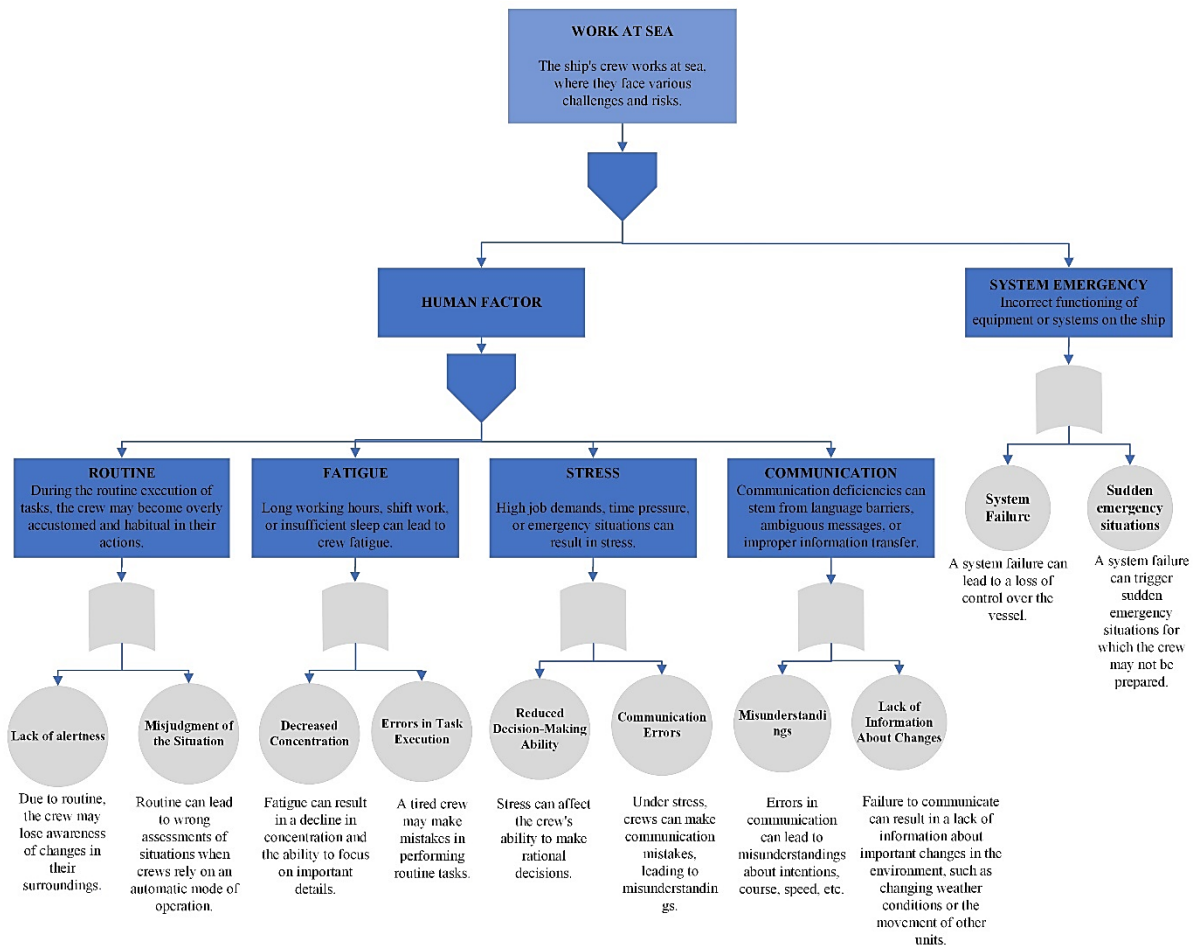 WORK AT SEA
The ship's crew works at sea,
where they face various
challenges and risks.
HUMAN FACTOR
SYSTEM EMERGENCY
Incorrect functioning of
equipment or systems on the ship
ROUTINE
During the routine execution of
tasks, the crew may become overly
accustomed and habitual in their
actions.
FATIGUE
Long working hours, shift work,
or insufficient sleep can lead to
crew fatigue.
STRESS
High job demands, time pressure,
or emergency situations can
result in stress.
COMMUNICATION
Communication deficiencies can
stem from language barriers,
ambiguous messages, or
improper information transfer.
System
Failure
A system failure can
lead to a loss of
control over the
vessel.
Sudden
emergency
situations
A system failure
can trigger
sudden
emergency
situations for
which the crew
may not be
prepared.
Lack of alertness
Due to routine,
the crew may
lose awareness
of changes in
their
surroundings.
Misjudgment of
the Situation
Routine can lead
to wrong
assessments of
situations when
crews rely on an
automatic mode of
operation.
Decreased
Concentration
Fatigue can result
in a decline in
concentration and
the ability to focus
on important
details.
Errors in Task
Execution
A tired crew
may make
mistakes in
performing
routine tasks.
Reduced
Decision-Making
Ability
Stress can affect
the crew's
ability to make
rational
decisions.
Communication
Errors
Under stress,
crews can make
communication
mistakes,
leading to
misunderstandin
gs.
Misunderstandi
ngs
Errors in
communication
can lead to
misunderstandings
about intentions,
course, speed, etc.
Lack of
Information
About Changes
Failure to communicate
can result in a lack of
information about
important changes in the
environment, such as
changing weather
conditions or the
movement of other
units.